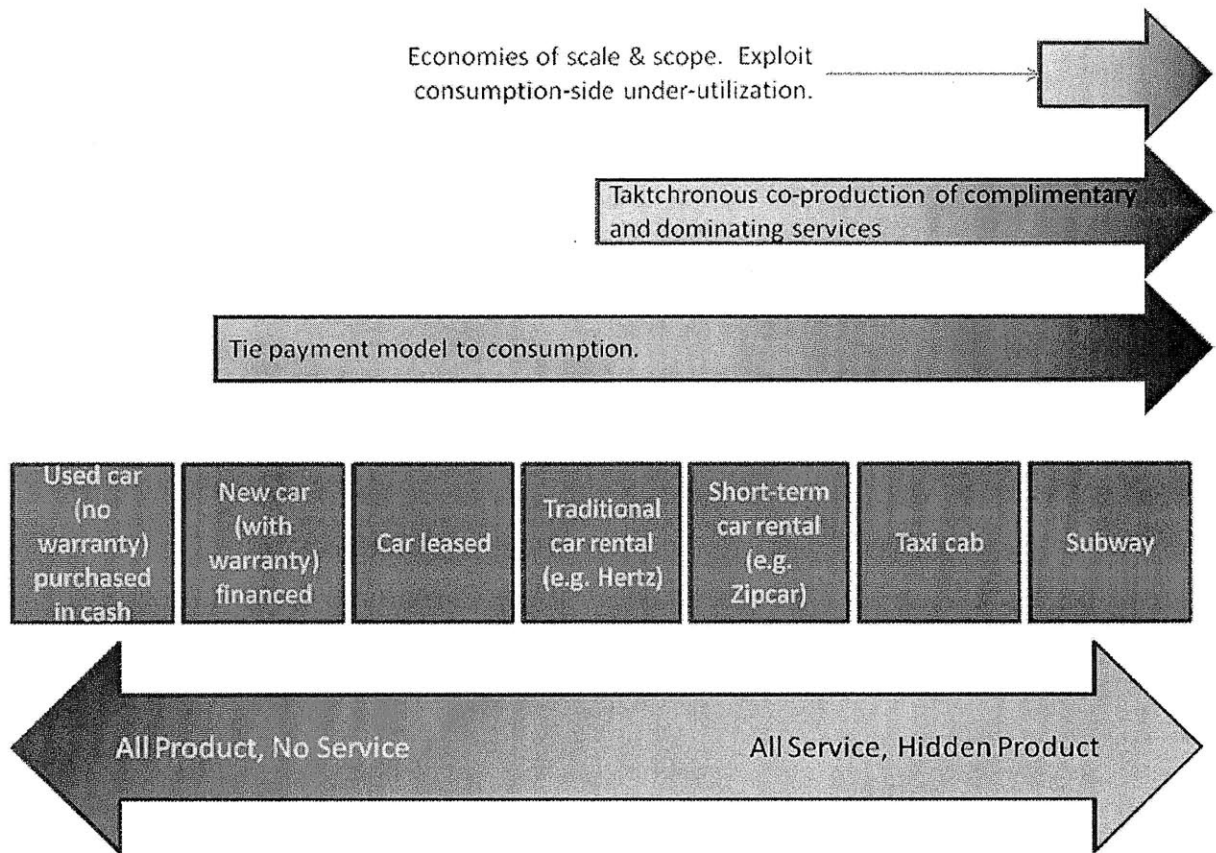 Economies of scale & scope. Exploit
consumption-side under-utilization.
Taktchronous co-production of complimentary
and dominating services
Tie payment model to consumption.
Used car
(no
warranty)
purchased
in cash
New car
(with
warranty)
financed
Car leased
Traditional
car rental
(e.g. Hertz)
Short-term
car rental
(e.g.
Zipcar)
Taxi cab
Subway
All Product, No Service
All Service, Hidden Product